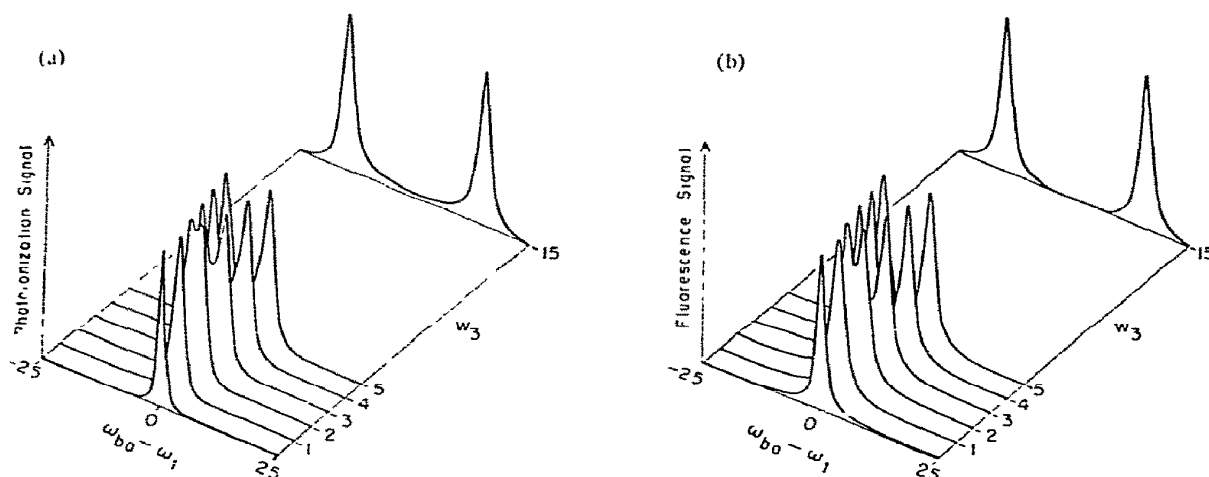 (a)
Photoionization Signal
-25
0
25
ω_ba − ω_1
1
2
3
4
5
15
w_3
(b)
Fluorescence Signal
-25
0
25
ω_ba − ω_1
1
2
3
4
5
15
w_3